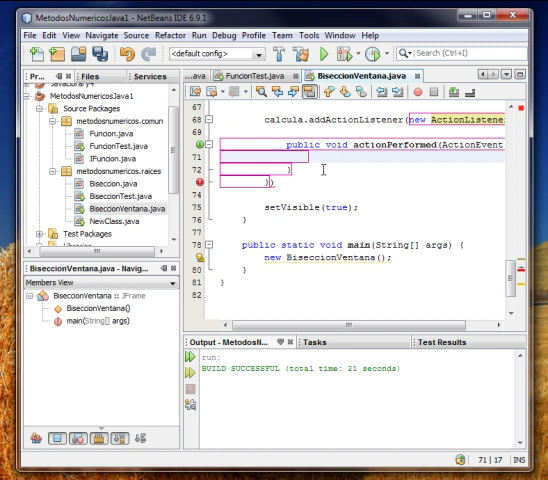 MetodosNumericosJava1 - NetBeans IDE 6.9.1
File Edit View Navigate Source Refactor Run Debug Profile Team Tools Window Help
<default config> Search (Ctrl+I)
Pr... Files Services
...ava FuncionTest.java BiseccionVentana.java
JavaLibrary4
MetodosNumericosJava1
Source Packages
metodosnumericos.comun
Funcion.java
FuncionTest.java
IFuncion.java
metodosnumericos.raices
Biseccion.java
BiseccionTest.java
BiseccionVentana.java
NewClass.java
Test Packages
Libraries
67
68 calcula.addActionListener(new ActionListene
69
public void actionPerformed(ActionEvent
71
72 }
})
74
75 setVisible(true);
76 }
77
78 public static void main(String[] args) {
new BiseccionVentana();
80 }
81 }
82
BiseccionVentana.java - Navig...
Members View
BiseccionVentana :: JFrame
BiseccionVentana()
main(String[] args)
Output - MetodosN... Tasks Test Results
run:
BUILD SUCCESSFUL (total time: 21 seconds)
71 | 17 INS